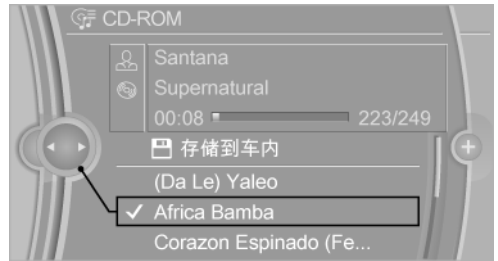 CD-ROM
Santana
Supernatural
00:08 223/249
存储到车内
(Da Le) Yaleo
Africa Bamba
Corazon Espinado (Fe...